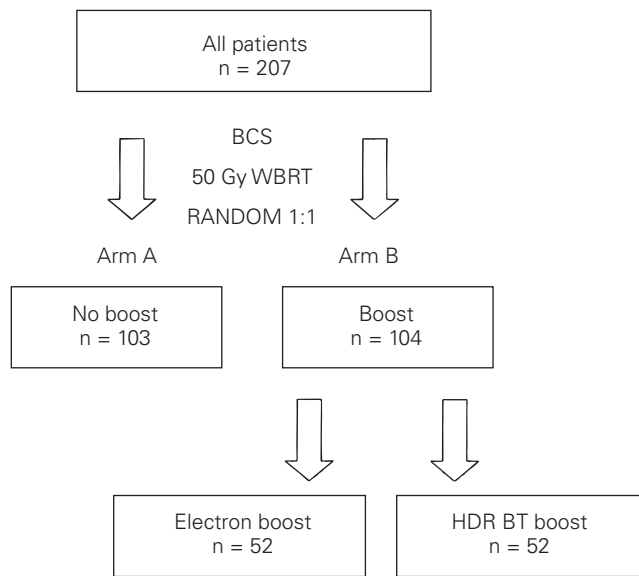 All patients
n = 207
BCS
50 Gy WBRT
RANDOM 1:1
Arm A
Arm B
No boost
n = 103
Boost
n = 104
Electron boost
n = 52
HDR BT boost
n = 52